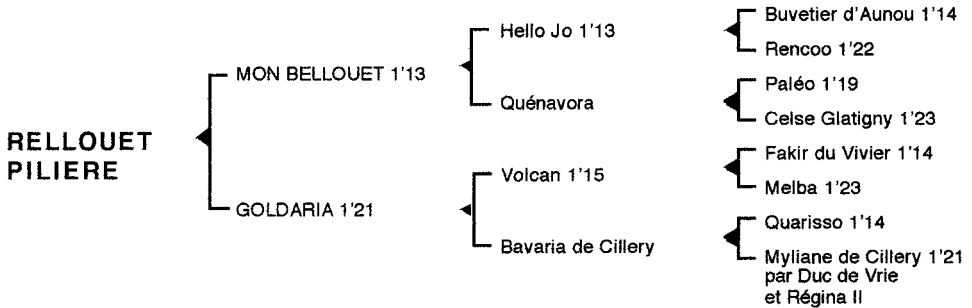 Buvetier d'Aunou 1'14
Hello Jo 1'13
Rencoo 1'22
MON BELLOUET 1'13
Paléo 1'19
Quénavora
Celse Glatigny 1'23
RELLOUET
PILIERE
Fakir du Vivier 1'14
Volcan 1'15
Melba 1'23
GOLDARIA 1'21
Quarisso 1'14
Bavaria de Cillery
Myliane de Cillery 1'21
par Duc de Vrie
et Régina II